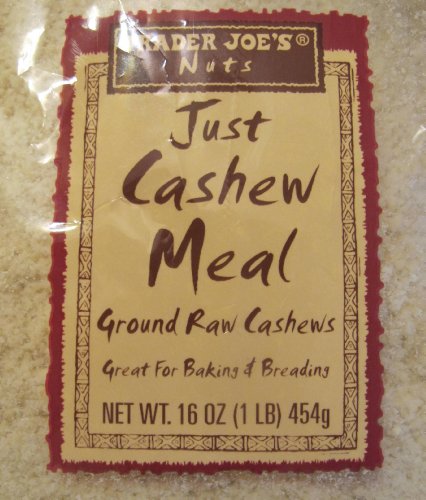 TRADER JOE'S®
Nuts
Just
Cashew
Meal
Ground Raw Cashews
Great For Baking & Breading
NET WT. 16 OZ (1 LB) 454g